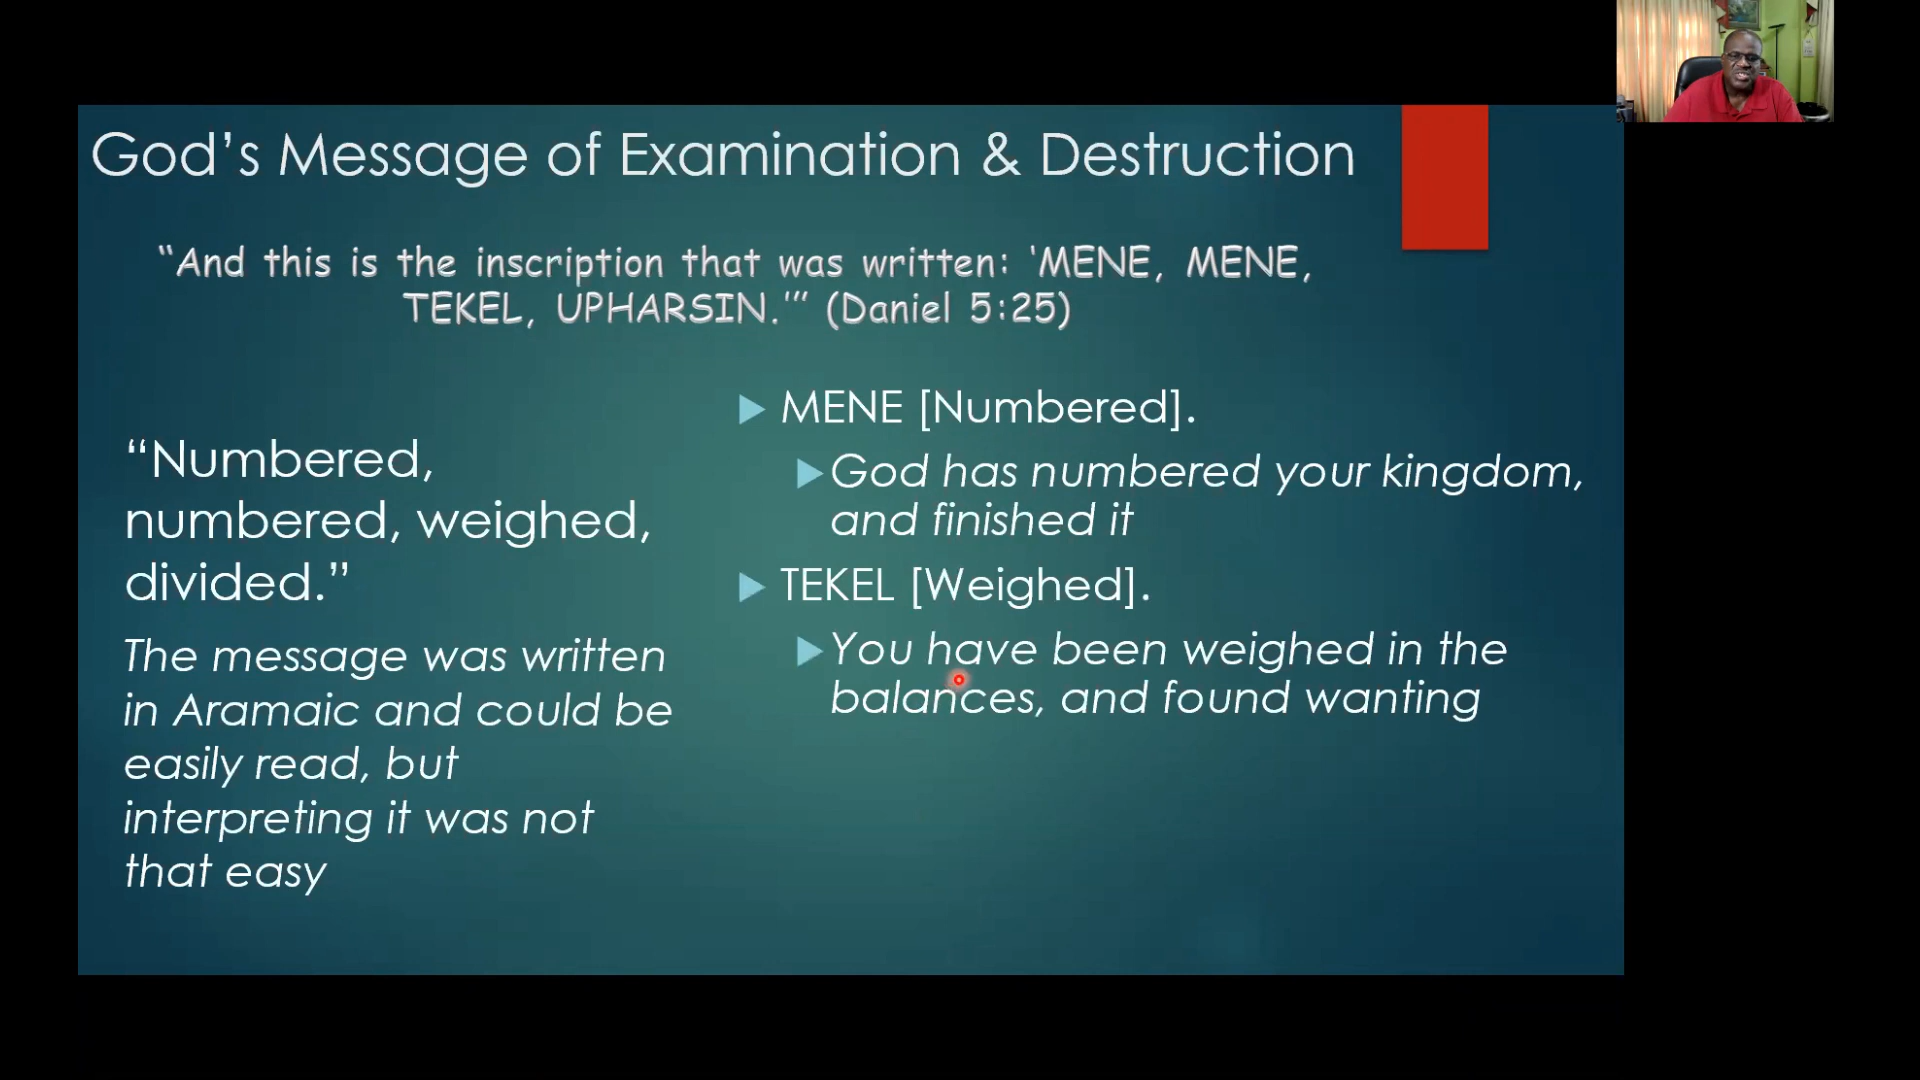 God’s Message of Examination & Destruction
“And this is the inscription that was written: ‘MENE, MENE,
TEKEL, UPHARSIN.’” (Daniel 5:25)
“Numbered,
numbered, weighed,
divided.”
The message was written
in Aramaic and could be
easily read, but
interpreting it was not
that easy
MENE [Numbered].
God has numbered your kingdom,
and finished it
TEKEL [Weighed].
You have been weighed in the
balances, and found wanting